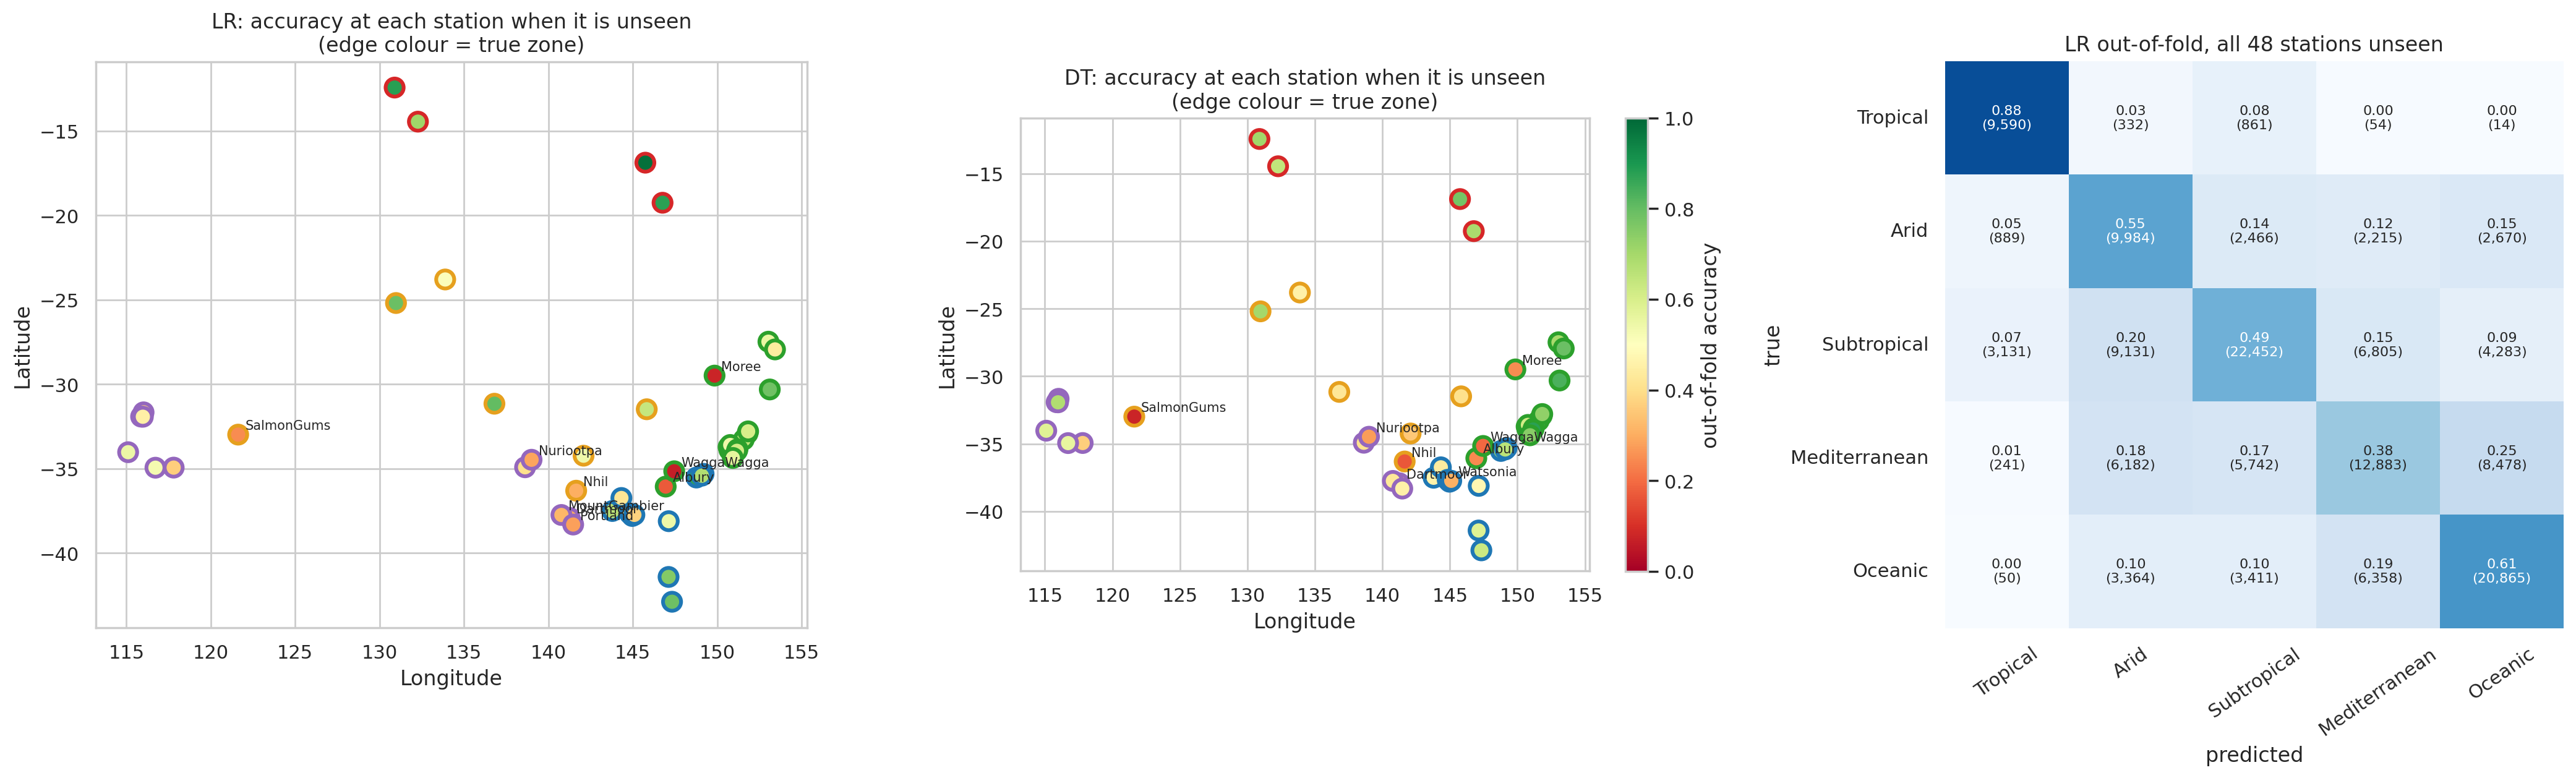 LR: accuracy at each station when it is unseen
(edge colour = true zone)
Latitude
−15
−20
−25
−30
−35
−40
Moree
SalmonGums
Nuriootpa
WaggaWagga
Albury
Nhil
MountGambier
Portland
115 120 125 130 135 140 145 150 155
Longitude
DT: accuracy at each station when it is unseen
(edge colour = true zone)
Latitude
−15
−20
−25
−30
−35
−40
Moree
SalmonGums
Nuriootpa
WaggaWagga
Albury
Nhil
Watsonia
Dartmoor
115 120 125 130 135 140 145 150 155
Longitude
1.0
0.8
0.6
0.4
0.2
0.0
out-of-fold accuracy
LR out-of-fold, all 48 stations unseen
true
Tropical
0.88 0.03 0.08 0.00 0.00
(9,590) (332) (861) (54) (14)
Arid
0.05 0.55 0.14 0.12 0.15
(889) (9,984) (2,466) (2,215) (2,670)
Subtropical
0.07 0.20 0.49 0.15 0.09
(3,131) (9,131) (22,452) (6,805) (4,283)
Mediterranean
0.01 0.18 0.17 0.38 0.25
(241) (6,182) (5,742) (12,883) (8,478)
Oceanic
0.00 0.10 0.10 0.19 0.61
(50) (3,364) (3,411) (6,358) (20,865)
Tropical Arid Subtropical Mediterranean Oceanic
predicted